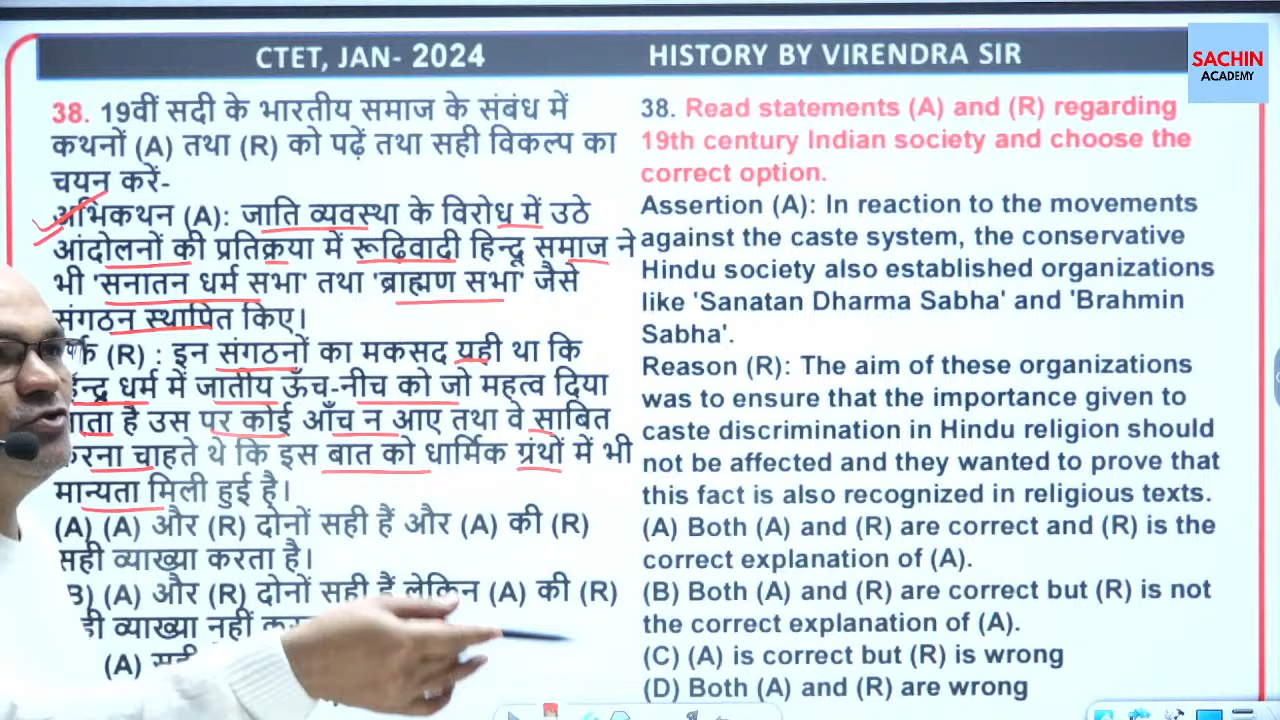 CTET, JAN- 2024
HISTORY BY VIRENDRA SIR
SACHIN
ACADEMY
38. 19वीं सदी के भारतीय समाज के संबंध में
कथनों (A) तथा (R) को पढ़ें तथा सही विकल्प का
चयन करें-
अभिकथन (A): जाति व्यवस्था के विरोध में उठे
आंदोलनों की प्रतिक्रया में रूढ़िवादी हिन्दू समाज ने
भी 'सनातन धर्म सभा' तथा 'ब्राह्मण सभा' जैसे
संगठन स्थापित किए।
(R) : इन संगठनों का मकसद यही था कि
धर्म में जातीय ऊँच-नीच को जो महत्व दिया
है उस पर कोई आँच न आए तथा वे साबित
चाहते थे कि इस बात को धार्मिक ग्रंथों में भी
मान्यता मिली हुई है।
(A) (A) और (R) दोनों सही हैं और (A) की (R)
सही व्याख्या करता है।
(A) और (R) दोनों सही हैं लेकिन (A) की (R)
व्याख्या नहीं
(A)
38. Read statements (A) and (R) regarding
19th century Indian society and choose the
correct option.
Assertion (A): In reaction to the movements
against the caste system, the conservative
Hindu society also established organizations
like 'Sanatan Dharma Sabha' and 'Brahmin
Sabha'.
Reason (R): The aim of these organizations
was to ensure that the importance given to
caste discrimination in Hindu religion should
not be affected and they wanted to prove that
this fact is also recognized in religious texts.
(A) Both (A) and (R) are correct and (R) is the
correct explanation of (A).
(B) Both (A) and (R) are correct but (R) is not
the correct explanation of (A).
(C) (A) is correct but (R) is wrong
(D) Both (A) and (R) are wrong